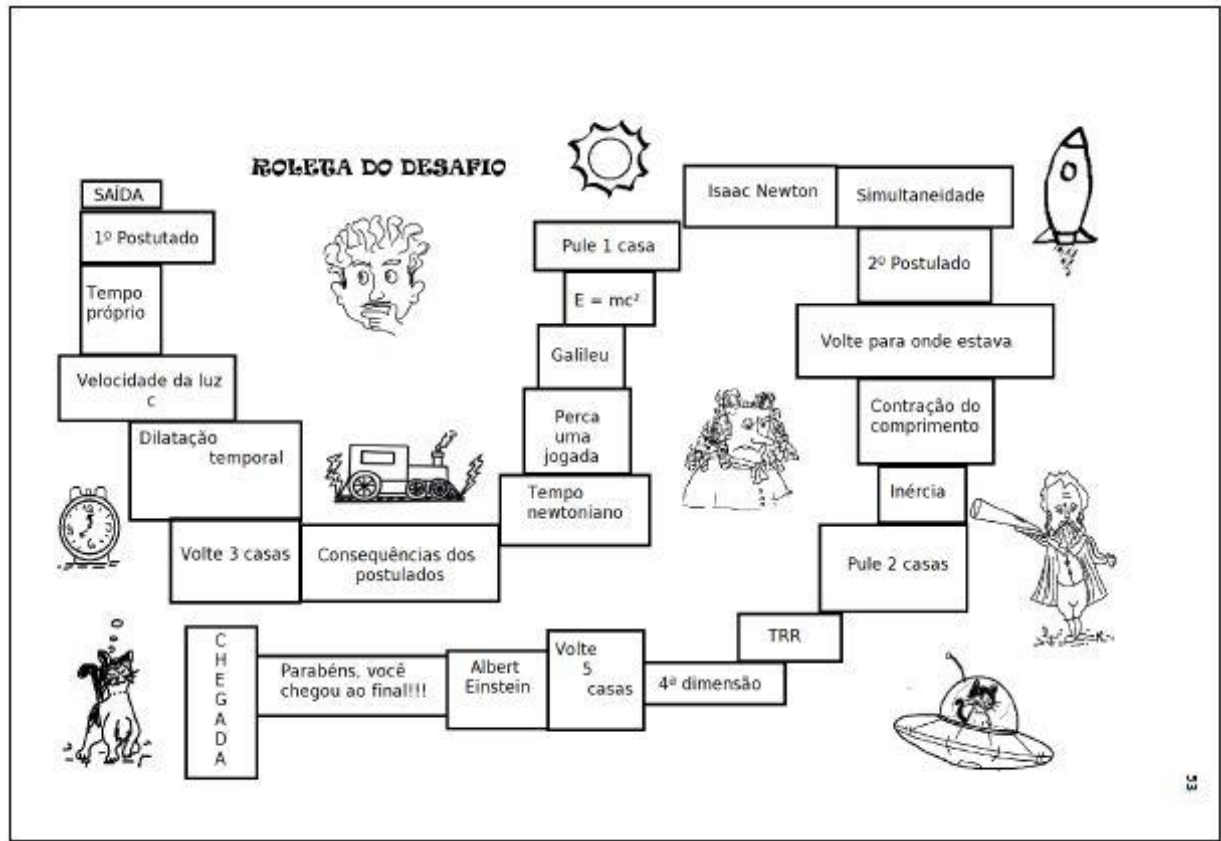 ROLETA DO DESAFIO
SAÍDA
1º Postutado
Tempo
próprio
Velocidade da luz
c
Dilatação
temporal
Volte 3 casas
Consequências dos
postulados
Tempo
newtoniano
Perca
uma
jogada
Galileu
E = mc²
Pule 1 casa
Isaac Newton
Simultaneidade
2º Postulado
Volte para onde estava
Contração do
comprimento
Inércia
Pule 2 casas
TRR
4ª dimensão
Volte
5
casas
Albert
Einstein
Parabéns, você
chegou ao final!!!
C
H
E
G
A
D
A
53